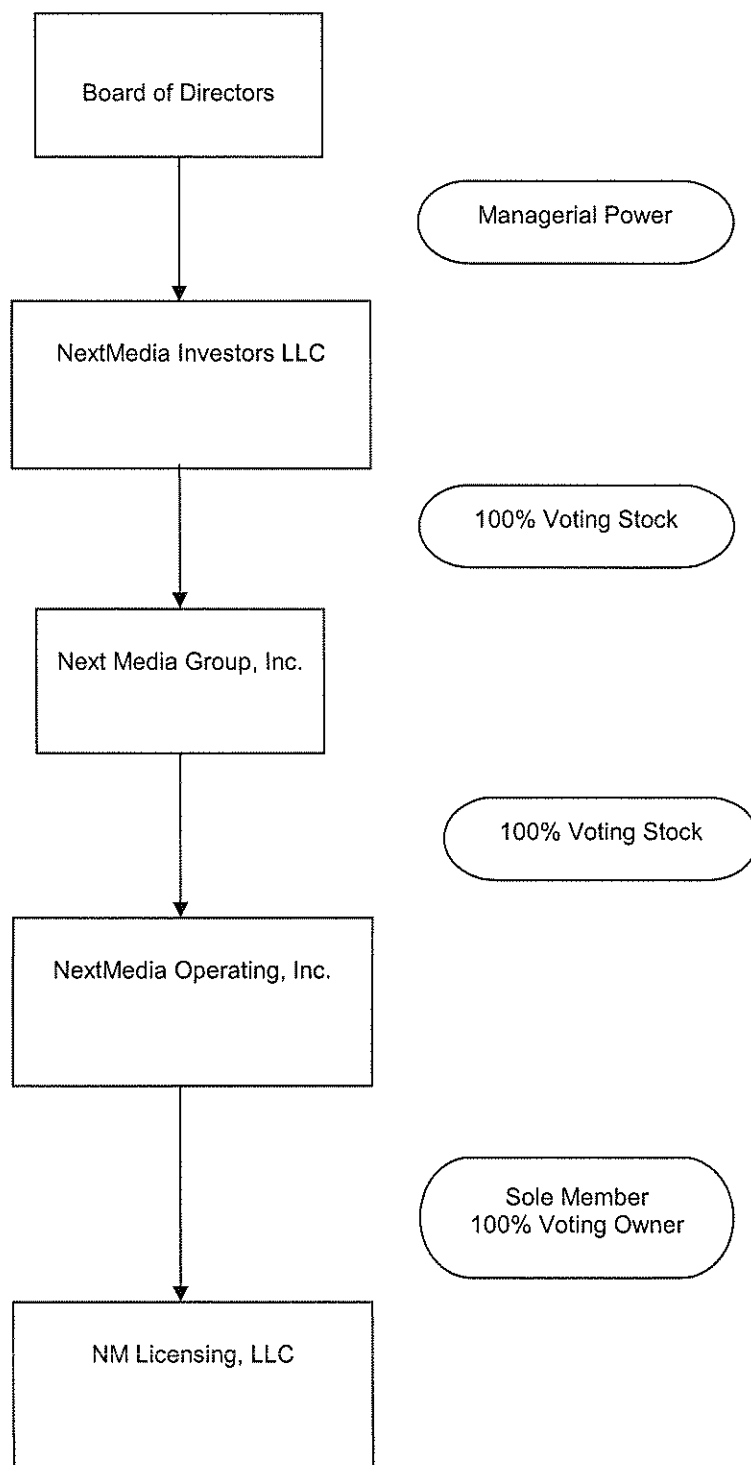 Board of Directors
Managerial Power
NextMedia Investors LLC
100% Voting Stock
Next Media Group, Inc.
100% Voting Stock
NextMedia Operating, Inc.
Sole Member
100% Voting Owner
NM Licensing, LLC